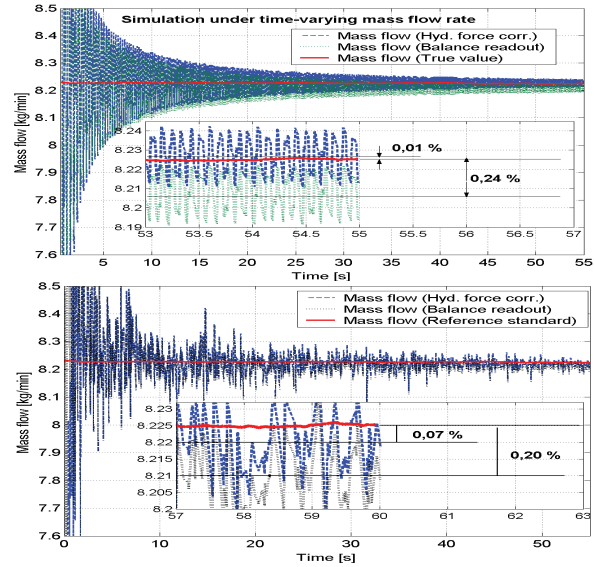 Simulation under time-varying mass flow rate
Mass flow (Hyd. force corr.)
Mass flow (Balance readout)
Mass flow (True value)
Mass flow [kg/min]
8.5
8.4
8.3
8.2
8.1
8
7.9
7.8
7.7
7.6
8.24
8.23
8.22
8.21
8.2
8.19
53 53.5 54 54.5 55 55.5 56 56.5 57
0,01 %
0,24 %
5 10 15 20 25 30 35 40 45 50 55
Time [s]
8.5
8.4
8.3
8.2
8.1
8
7.9
7.8
7.7
7.6
Mass flow [kg/min]
Mass flow (Hyd. force corr.)
Mass flow (Balance readout)
Mass flow (Reference standard)
8.23
8.225
8.22
8.215
8.21
8.205
8.2
57 58 59 60 61 62 63
0,07 %
0,20 %
0 10 20 30 40 50
Time [s]